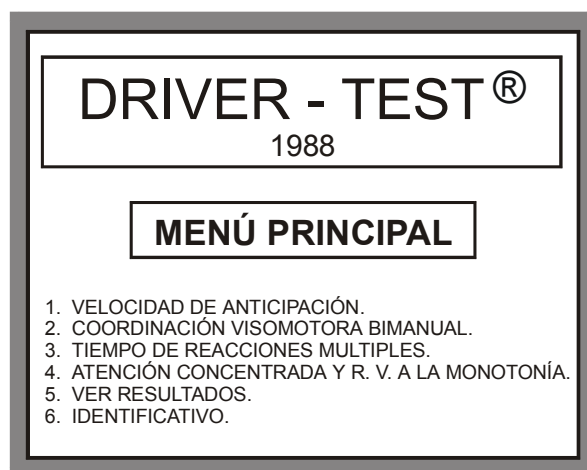 DRIVER - TEST ®
1988
MENÚ PRINCIPAL
1. VELOCIDAD DE ANTICIPACIÓN.
2. COORDINACIÓN VISOMOTORA BIMANUAL.
3. TIEMPO DE REACCIONES MULTIPLES.
4. ATENCIÓN CONCENTRADA Y R. V. A LA MONOTONÍA.
5. VER RESULTADOS.
6. IDENTIFICATIVO.